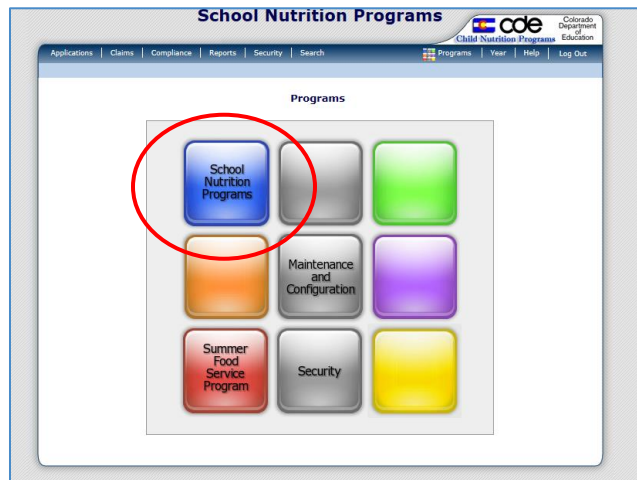 School Nutrition Programs
cde
Colorado
Department
of
Education
Child Nutrition Programs
Applications | Claims | Compliance | Reports | Security | Search
Programs | Year | Help | Log Out
Programs
School
Nutrition
Programs
Maintenance
and
Configuration
Summer
Food
Service
Program
Security